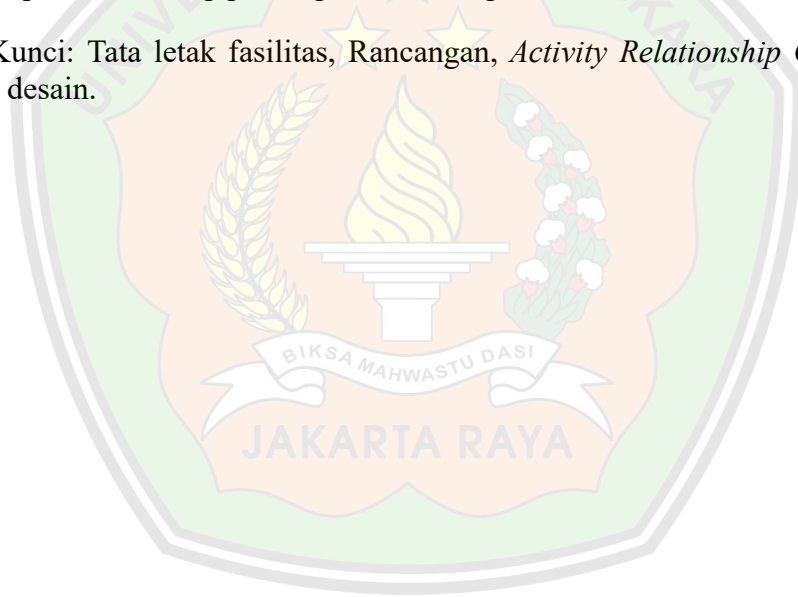 Kunci: Tata letak fasilitas, Rancangan, Activity Relationship
desain.
BIKSA MAHWASTU DASI
JAKARTA RAYA